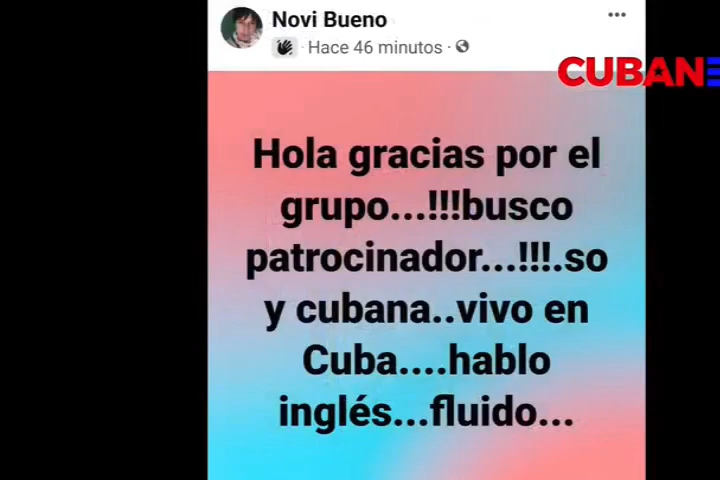 Novi Bueno
Hace 46 minutos ·
CUBAN
Hola gracias por el
grupo...!!!busco
patrocinador...!!!.so
y cubana..vivo en
Cuba....hablo
inglés...fluido...